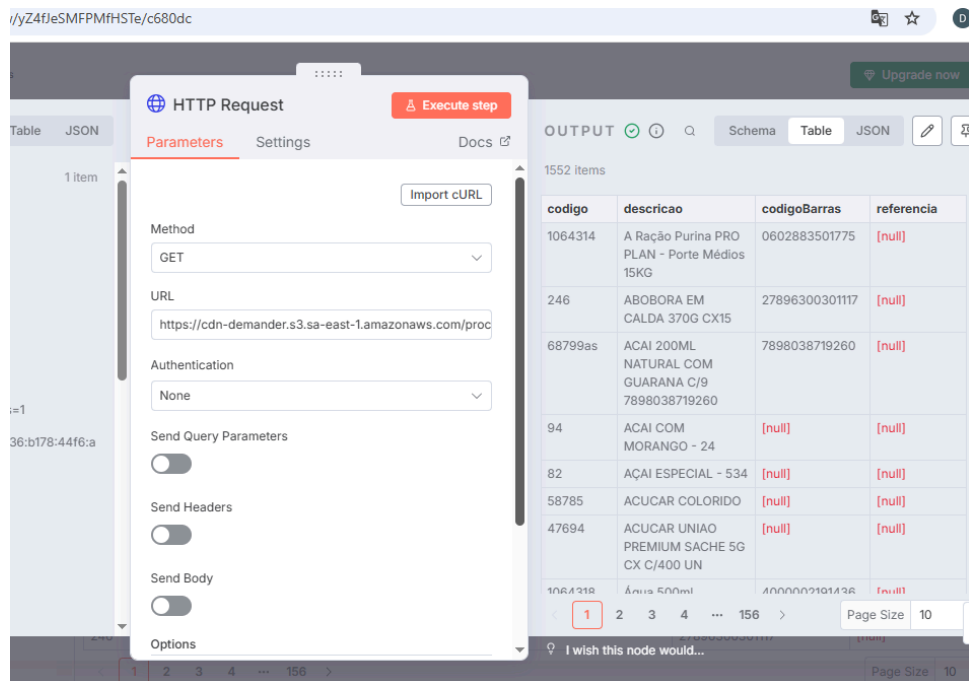 /yZ4fJeSMFPMfHSTe/c680dc
D
Upgrade now
HTTP Request
Execute step
Parameters
Settings
Docs
Table
JSON
1 item
=1
36:b178:44f6:a
Import cURL
Method
GET
URL
https://cdn-demander.s3.sa-east-1.amazonaws.com/proc
Authentication
None
Send Query Parameters
Send Headers
Send Body
Options
OUTPUT
Schema
Table
JSON
1552 items
codigo descricao codigoBarras referencia
1064314 A Ração Purina PRO 0602883501775 [null]
PLAN - Porte Médios
15KG
246 ABOBORA EM 27896300301117 [null]
CALDA 370G CX15
68799as ACAI 200ML 7898038719260 [null]
NATURAL COM
GUARANA C/9
7898038719260
94 ACAI COM [null] [null]
MORANGO - 24
82 AÇAI ESPECIAL - 534 [null] [null]
58785 ACUCAR COLORIDO [null] [null]
47694 ACUCAR UNIAO [null] [null]
PREMIUM SACHE 5G
CX C/400 UN
1064318 Água 500ml 4000002191436 [null]
1 2 3 4 ... 156
Page Size 10
I wish this node would...
1 2 3 4 ... 156
Page Size 10